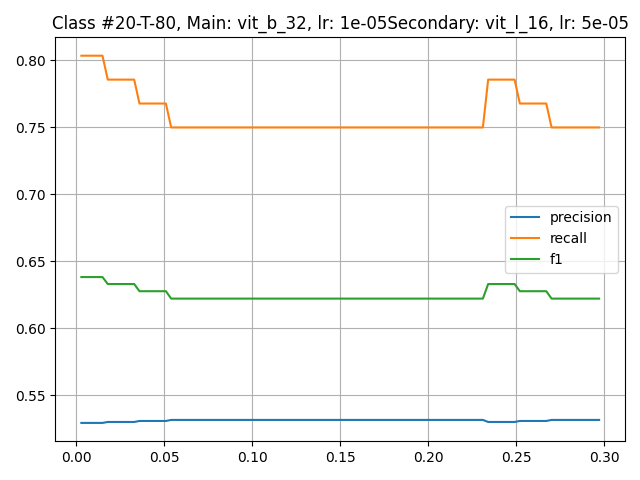 Class #20-T-80, Main: vit_b_32, lr: 1e-05Secondary: vit_l_16, lr: 5e-05
0.80
0.75
0.70
0.65
0.60
0.55
precision
recall
f1
0.00 0.05 0.10 0.15 0.20 0.25 0.30